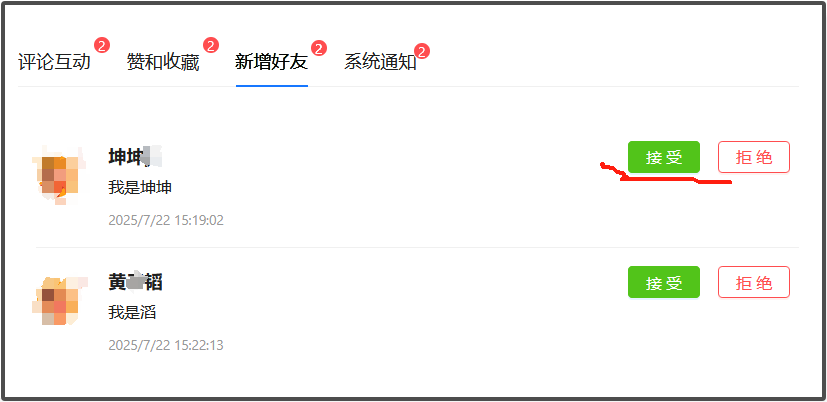 评论互动 2 赞和收藏 2 新增好友 2 系统通知 2
坤坤
接受 拒绝
我是坤坤
2025/7/22 15:19:02
黄 韬
接受 拒绝
我是滔
2025/7/22 15:22:13